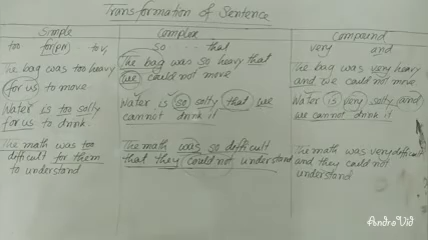 Transformation of Sentence
Simple
too for(pn) -- to v,
The bag was too heavy
for us to move.
Water is too salty
for us to drink.
The math was too
difficult for them
to understand
Complex
so -- that
The bag was so heavy that
we could not move
Water is so salty that we
cannot drink it
The math was so difficult
that they could not understand
Compound
very and
The bag was very heavy
and we could not move
Water is very salty and
we cannot drink it
The math was very difficult
and they could not
understand
AndroVid